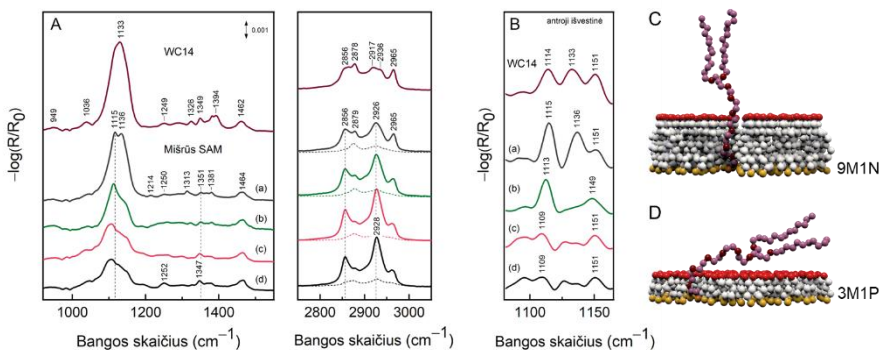 A
1133
0.001
WC14
949
1036
1115
1136
1249
1326
1349
1394
1462
Mišrūs SAM
1214
1250
1313
1351
1381
1464
(a)
(b)
(c)
(d)
1252
1347
−log(R/R0)
1000
1200
1400
Bangos skaičius (cm−1)
2856
2878
2917
2936
2965
2856
2879
2926
2965
2928
2800
2900
3000
Bangos skaičius (cm−1)
B
antroji išvestinė
WC14
1114
1133
1151
(a)
1115
1136
1151
(b)
1113
1149
(c)
1109
1151
(d)
1109
1151
−log(R/R0)
1100
1150
Bangos skaičius (cm−1)
C
9M1N
D
3M1P